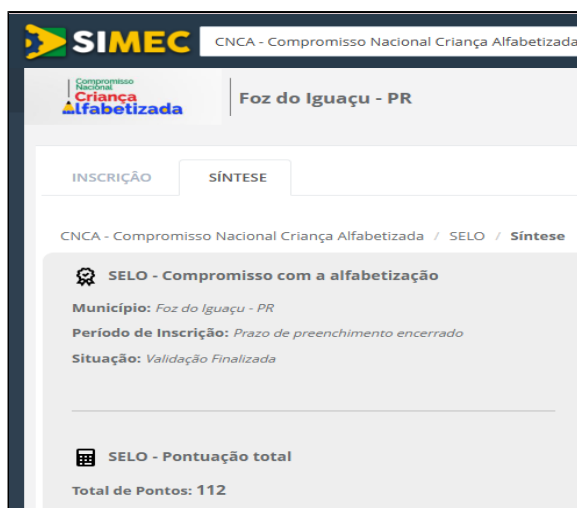 SIMEC CNCA - Compromisso Nacional Criança Alfabetizada
Compromisso
Nacional
Criança
Alfabetizada
Foz do Iguaçu - PR
INSCRIÇÃO SÍNTESE
CNCA - Compromisso Nacional Criança Alfabetizada / SELO / Síntese
SELO - Compromisso com a alfabetização
Município: Foz do Iguaçu - PR
Período de Inscrição: Prazo de preenchimento encerrado
Situação: Validação Finalizada
SELO - Pontuação total
Total de Pontos: 112